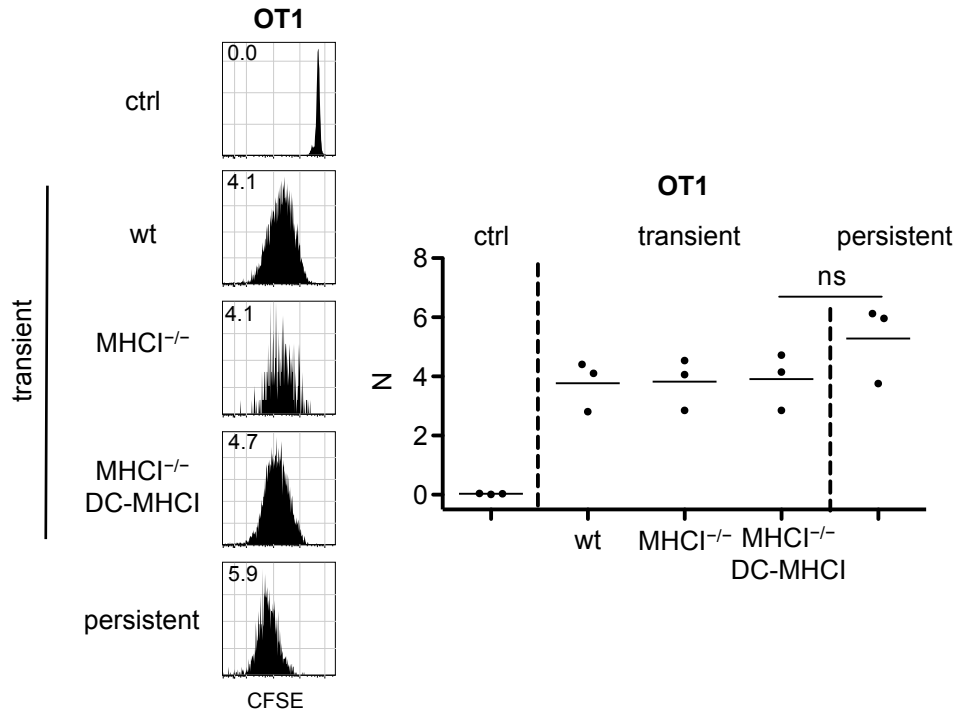 OT1
0.0
ctrl
4.1
wt
4.1
MHCI⁻/⁻
4.7
MHCI⁻/⁻
DC-MHCI
5.9
persistent
transient
CFSE
OT1
ctrl
transient
persistent
ns
8
6
4
2
0
N
wt
MHCI⁻/⁻
MHCI⁻/⁻
DC-MHCI